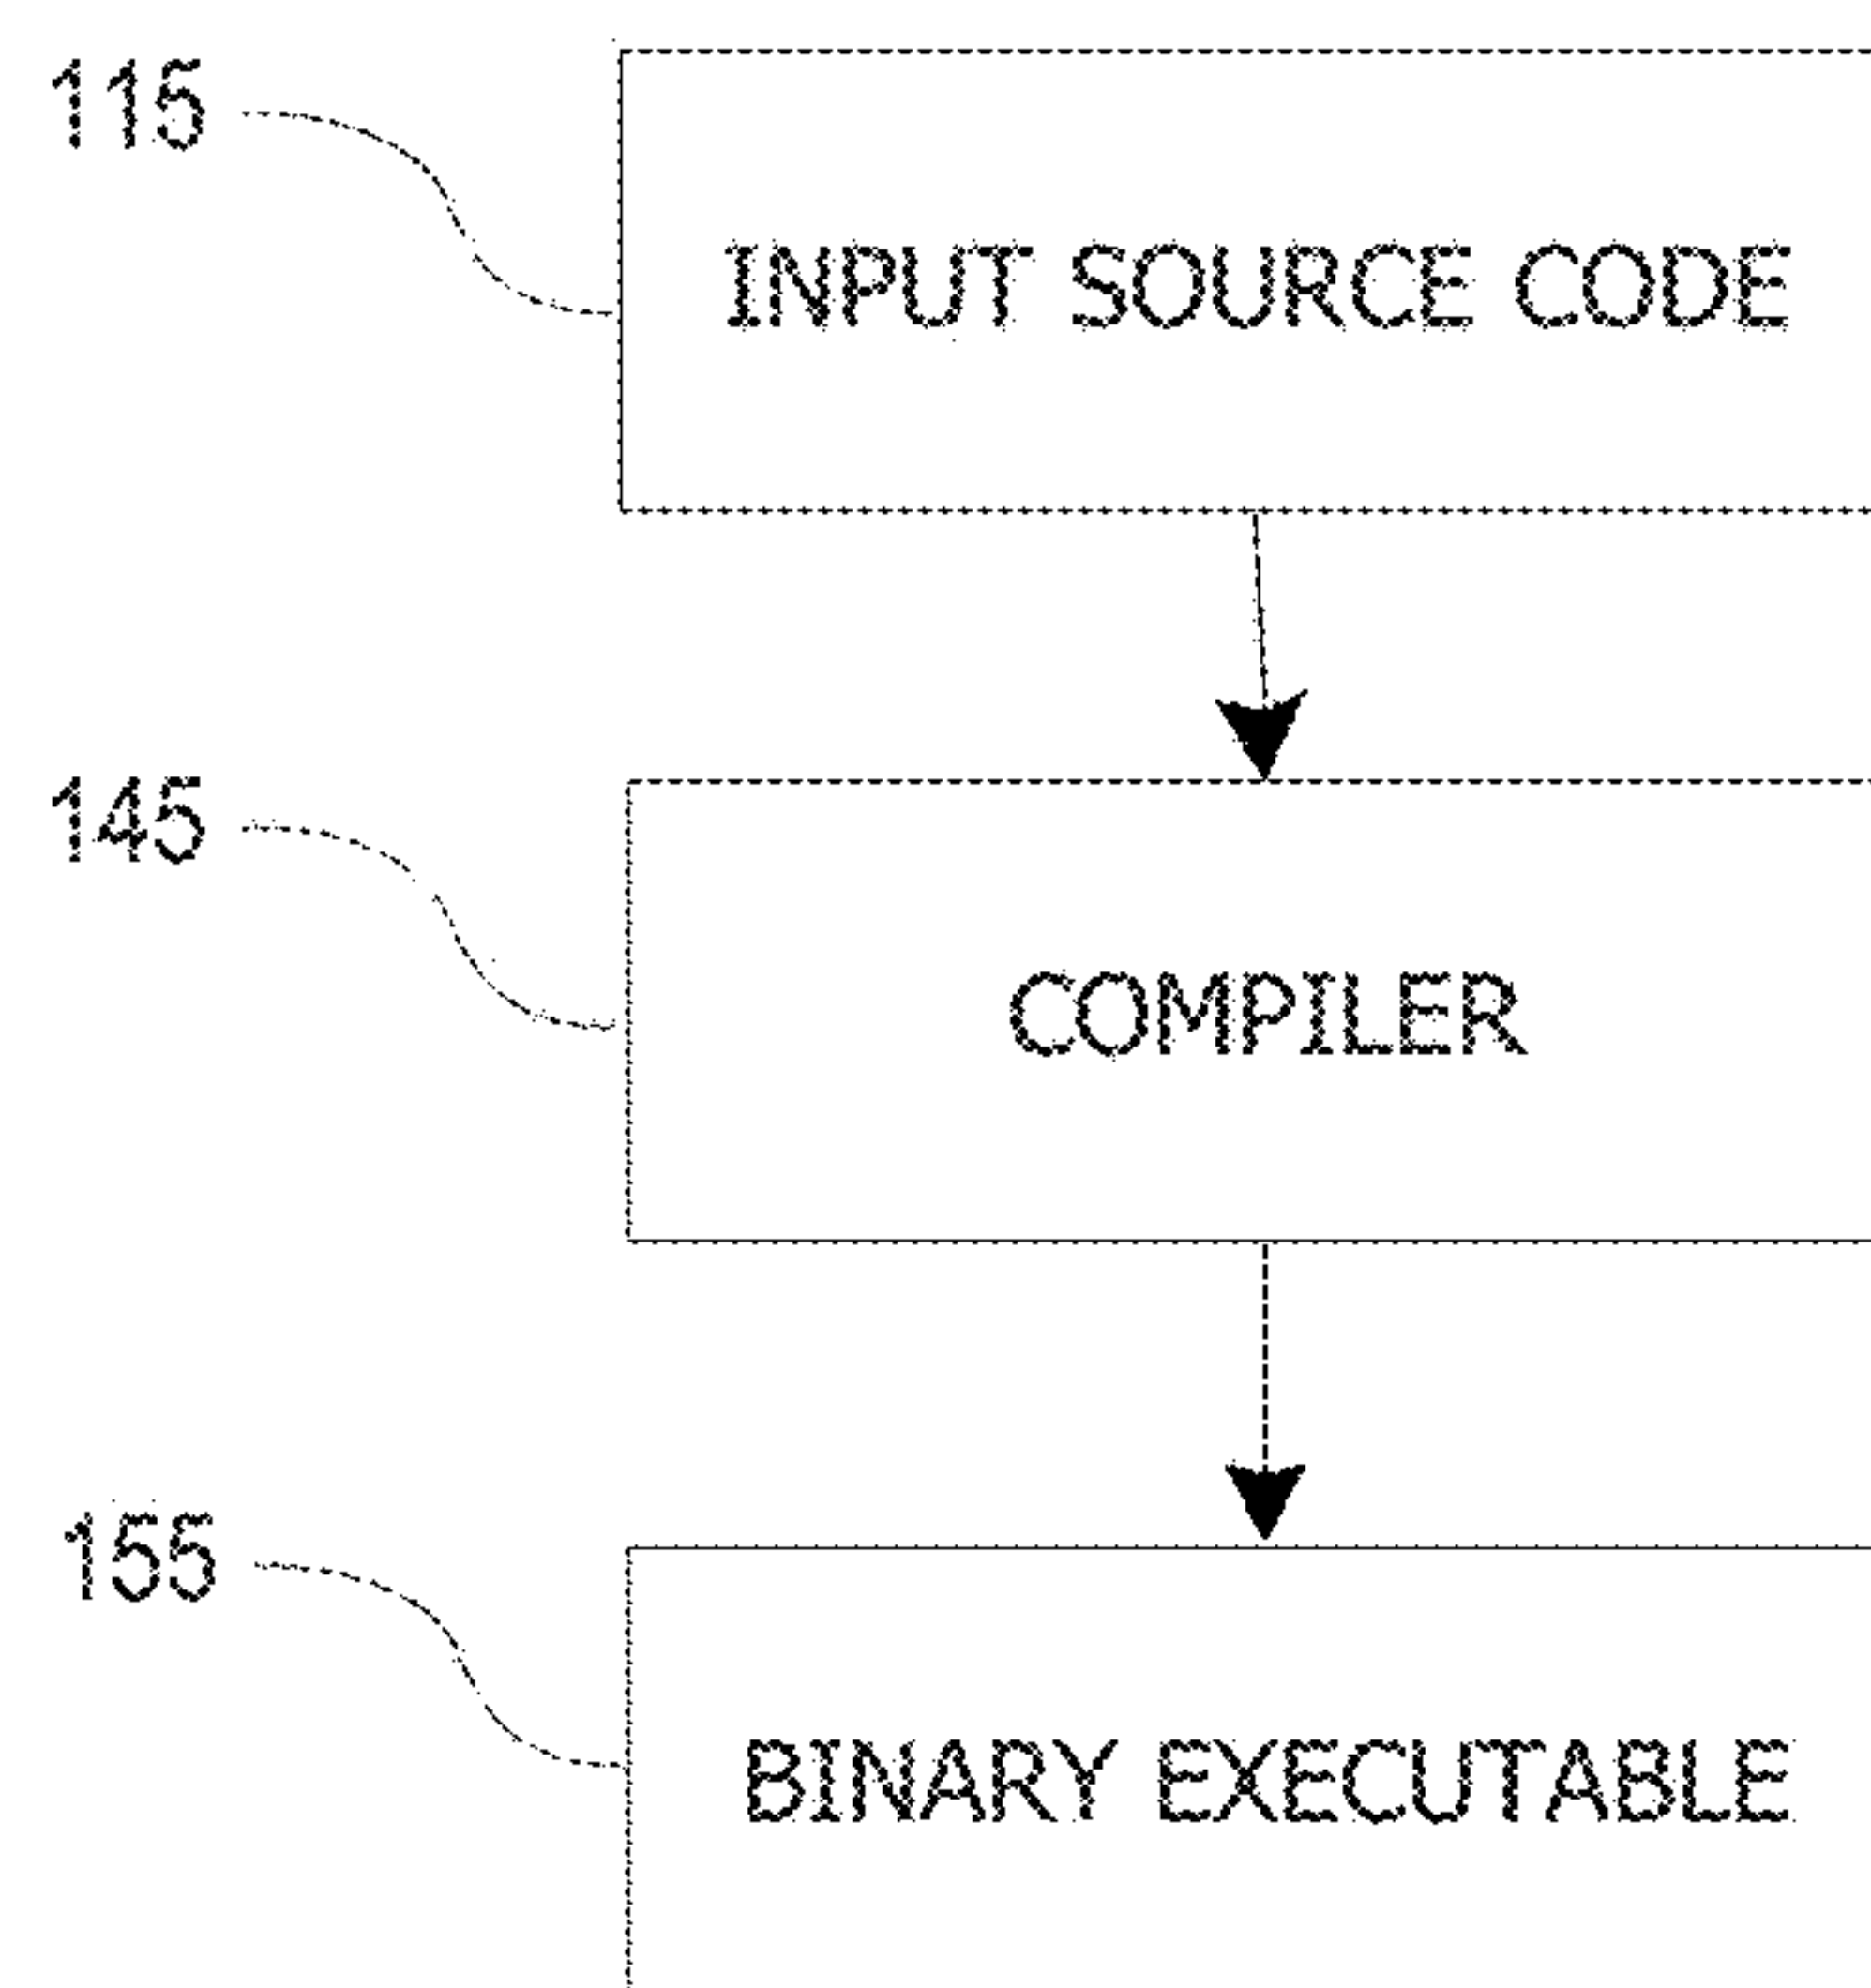 115
INPUT SOURCE CODE
145
COMPILER
155
BINARY EXECUTABLE